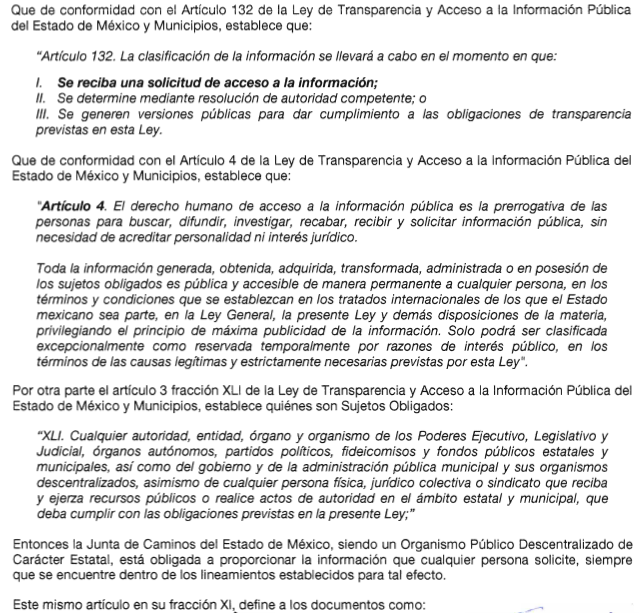 Que de conformidad con el Artículo 132 de la Ley de Transparencia y Acceso a la Información Pública
del Estado de México y Municipios, establece que:
"Artículo 132. La clasificación de la información se llevará a cabo en el momento en que:
I. Se reciba una solicitud de acceso a la información;
II. Se determine mediante resolución de autoridad competente; o
III. Se generen versiones públicas para dar cumplimiento a las obligaciones de transparencia
previstas en esta Ley.
Que de conformidad con el Artículo 4 de la Ley de Transparencia y Acceso a la Información Pública del
Estado de México y Municipios, establece que:
"Artículo 4. El derecho humano de acceso a la información pública es la prerrogativa de las
personas para buscar, difundir, investigar, recabar, recibir y solicitar información pública, sin
necesidad de acreditar personalidad ni interés jurídico.
Toda la información generada, obtenida, adquirida, transformada, administrada o en posesión de
los sujetos obligados es pública y accesible de manera permanente a cualquier persona, en los
términos y condiciones que se establezcan en los tratados internacionales de los que el Estado
mexicano sea parte, en la Ley General, la presente Ley y demás disposiciones de la materia,
privilegiando el principio de máxima publicidad de la información. Solo podrá ser clasificada
excepcionalmente como reservada temporalmente por razones de interés público, en los
términos de las causas legítimas y estrictamente necesarias previstas por esta Ley".
Por otra parte el artículo 3 fracción XLI de la Ley de Transparencia y Acceso a la Información Pública del
Estado de México y Municipios, establece quiénes son Sujetos Obligados:
"XLI. Cualquier autoridad, entidad, órgano y organismo de los Poderes Ejecutivo, Legislativo y
Judicial, órganos autónomos, partidos políticos, fideicomisos y fondos públicos estatales y
municipales, así como del gobierno y de la administración pública municipal y sus organismos
descentralizados, asimismo de cualquier persona física, jurídico colectiva o sindicato que reciba
y ejerza recursos públicos o realice actos de autoridad en el ámbito estatal y municipal, que
deba cumplir con las obligaciones previstas en la presente Ley;"
Entonces la Junta de Caminos del Estado de México, siendo un Organismo Público Descentralizado de
Carácter Estatal, está obligada a proporcionar la información que cualquier persona solicite, siempre
que se encuentre dentro de los lineamientos establecidos para tal efecto.
Este mismo artículo en su fracción XI, define a los documentos como: